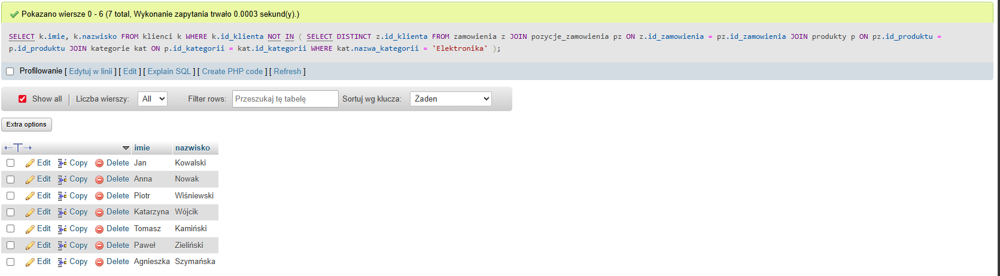 Pokazano wiersze 0 - 6 (7 total, Wykonanie zapytania trwało 0.0003 sekund(y).)
SELECT k.imie, k.nazwisko FROM klienci k WHERE k.id_klienta NOT IN ( SELECT DISTINCT z.id_klienta FROM zamowienia z JOIN pozycje_zamowienia pz ON z.id_zamowienia = pz.id_zamowienia JOIN produkty p ON pz.id_produktu =
p.id_produktu JOIN kategorie kat ON p.id_kategorii = kat.id_kategorii WHERE kat.nazwa_kategorii = 'Elektronika' );
Profilowanie [ Edytuj w linii ] [ Edit ] [ Explain SQL ] [ Create PHP code ] [ Refresh ]
Show all Liczba wierszy: All Filter rows: Przeszukaj tę tabelę Sortuj wg klucza: Żaden
Extra options
imie nazwisko
Edit Copy Delete Jan Kowalski
Edit Copy Delete Anna Nowak
Edit Copy Delete Piotr Wiśniewski
Edit Copy Delete Katarzyna Wójcik
Edit Copy Delete Tomasz Kamiński
Edit Copy Delete Paweł Zieliński
Edit Copy Delete Agnieszka Szymańska